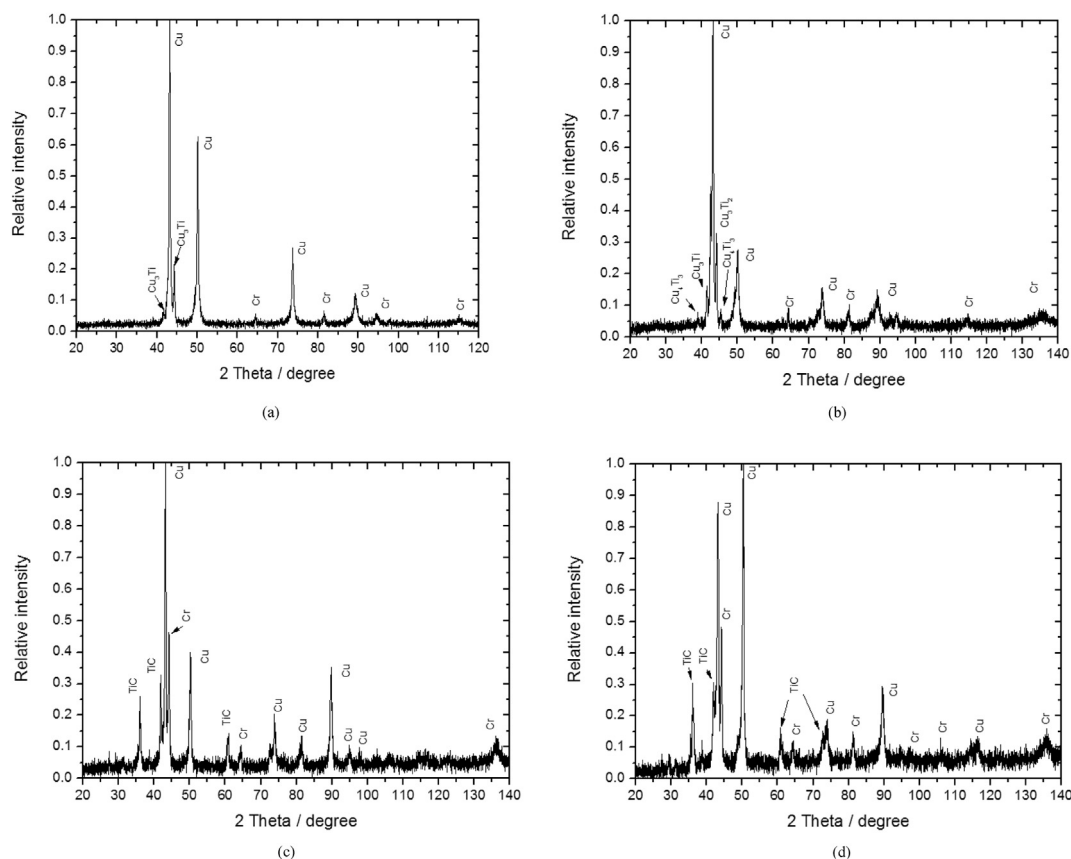 Relative intensity
1.0
0.9
0.8
0.7
0.6
0.5
0.4
0.3
0.2
0.1
0.0
Cu
Cu
Cu₃Ti
Cu₃Ti
Cr
Cu
Cr
Cu
Cr
Cr
20 30 40 50 60 70 80 90 100 110 120
2 Theta / degree
(a)
Relative intensity
1.0
0.9
0.8
0.7
0.6
0.5
0.4
0.3
0.2
0.1
0.0
Cu₄Ti₃
Cu₃Ti
Cu
Cu₃Ti₂
Cu₄Ti₃
Cu
Cr
Cu
Cr
Cu
Cr
Cr
20 30 40 50 60 70 80 90 100 110 120 130 140
2 Theta / degree
(b)
Relative intensity
1.0
0.9
0.8
0.7
0.6
0.5
0.4
0.3
0.2
0.1
0.0
TiC
TiC
Cu
Cr
Cu
TiC
Cr
Cu
Cu
Cu
Cu
Cu
Cr
20 30 40 50 60 70 80 90 100 110 120 130 140
2 Theta / degree
(c)
Relative intensity
1.0
0.9
0.8
0.7
0.6
0.5
0.4
0.3
0.2
0.1
0.0
TiC
TiC
Cu
Cr
Cu
TiC
Cr
Cu
Cr
Cu
Cr
Cr
Cu
Cr
20 30 40 50 60 70 80 90 100 110 120 130 140
2 Theta / degree
(d)